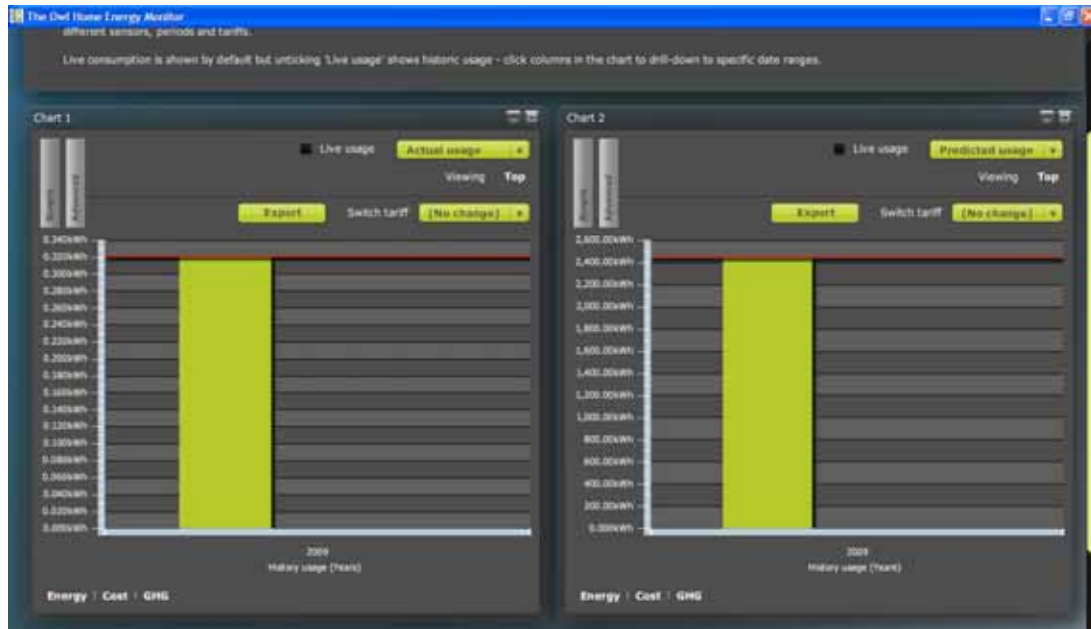 The Owl Home Energy Monitor
different sensors, periods and tariffs.
Live consumption is shown by default but unticking 'Live usage' shows historic usage - click columns in the chart to drill-down to specific date ranges.
Chart 1
Live usage
Actual usage
Viewing Top
Advanced
Export
Switch tariff
(No change)
0.340kWh
0.320kWh
0.300kWh
0.280kWh
0.260kWh
0.240kWh
0.220kWh
0.200kWh
0.180kWh
0.160kWh
0.140kWh
0.120kWh
0.100kWh
0.080kWh
0.060kWh
0.040kWh
0.020kWh
0.000kWh
2009
History usage (Years)
Energy | Cost | GHG
Chart 2
Live usage
Predicted usage
Viewing Top
Advanced
Export
Switch tariff
(No change)
2,600.00kWh
2,400.00kWh
2,200.00kWh
2,000.00kWh
1,800.00kWh
1,600.00kWh
1,400.00kWh
1,200.00kWh
1,000.00kWh
800.00kWh
600.00kWh
400.00kWh
200.00kWh
0.000kWh
2009
History usage (Years)
Energy | Cost | GHG